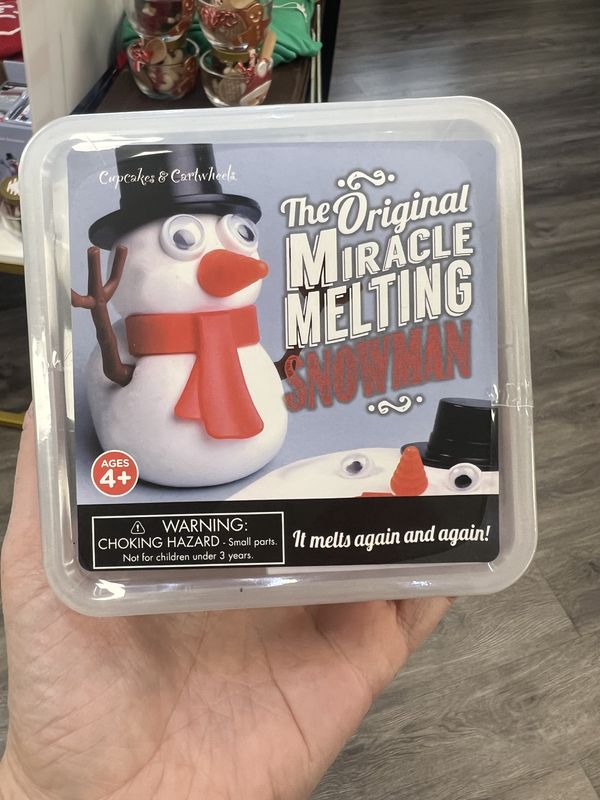 Cupcakes & Cartwheels
The Original
MIRACLE
MELTING
SNOWMAN
AGES
4+
WARNING:
CHOKING HAZARD - Small parts.
Not for children under 3 years.
It melts again and again!